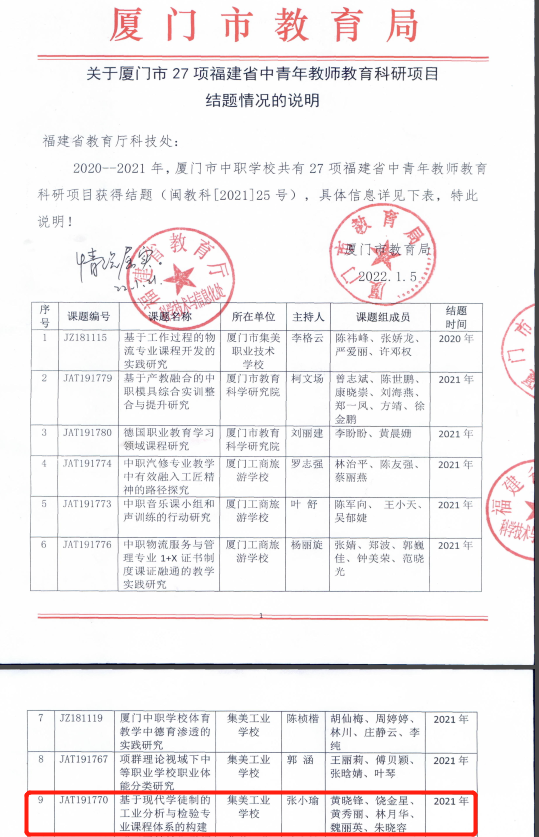 厦门市教育局
关于厦门市 27 项福建省中青年教师教育科研项目
结题情况的说明
福建省教育厅科技处：
2020--2021 年，厦门市中职学校共有 27 项福建省中青年教师教育
科研项目获得结题（闽教科[2021]25 号），具体信息详见下表，特此
说明！
情况属实
厦门市教育局
2022.1.5
序号 课题编号 课题名称 所在单位 主持人 课题组成员 结题时间
1 JZ181115 基于工作过程的物流专业课程开发的实践研究 厦门市集美职业技术学校 李格云 陈祎峰、张娇龙、严爱丽、许邓权 2020 年
2 JAT191779 基于产教融合的中职模具综合实训整合与提升研究 厦门市教育科学研究院 柯文场 曾志斌、陈世鹏、康晓崇、刘海燕、郑一风、方靖、徐金鹏 2021 年
3 JAT191780 德国职业教育学习领域课程研究 厦门市教育科学研究院 刘丽建 李盼盼、黄晨姗 2021 年
4 JAT191774 中职汽修专业教学中有效融入工匠精神的路径探究 厦门工商旅游学校 罗志强 林治平、陈友强、蔡丽燕 2021 年
5 JAT191773 中职音乐课小组和声训练的行动研究 厦门工商旅游学校 叶 舒 陈军向、王小天、吴郁婕 2021 年
6 JAT191776 中职物流服务与管理专业 1+X 证书制度课证融通的教学实践研究 厦门工商旅游学校 杨丽旋 张婧、郑波、郭巍佳、钟美荣、范晓光 2021 年
1
7 JZ181119 厦门中职学校体育教学中德育渗透的实践研究 集美工业学校 陈桢楷 胡仙梅、周婷婷、林川、庄静云、李纯 2021 年
8 JAT191767 项群理论视域下中等职业学校职业体能分类研究 集美工业学校 郭 涵 王丽莉、傅贝颖、张晗婧、叶琴 2021 年
9 JAT191770 基于现代学徒制的工业分析与检验专业课程体系的构建 集美工业学校 张小瑜 黄晓锋、饶金星、黄秀丽、林月华、魏丽英、朱晓容 2021 年